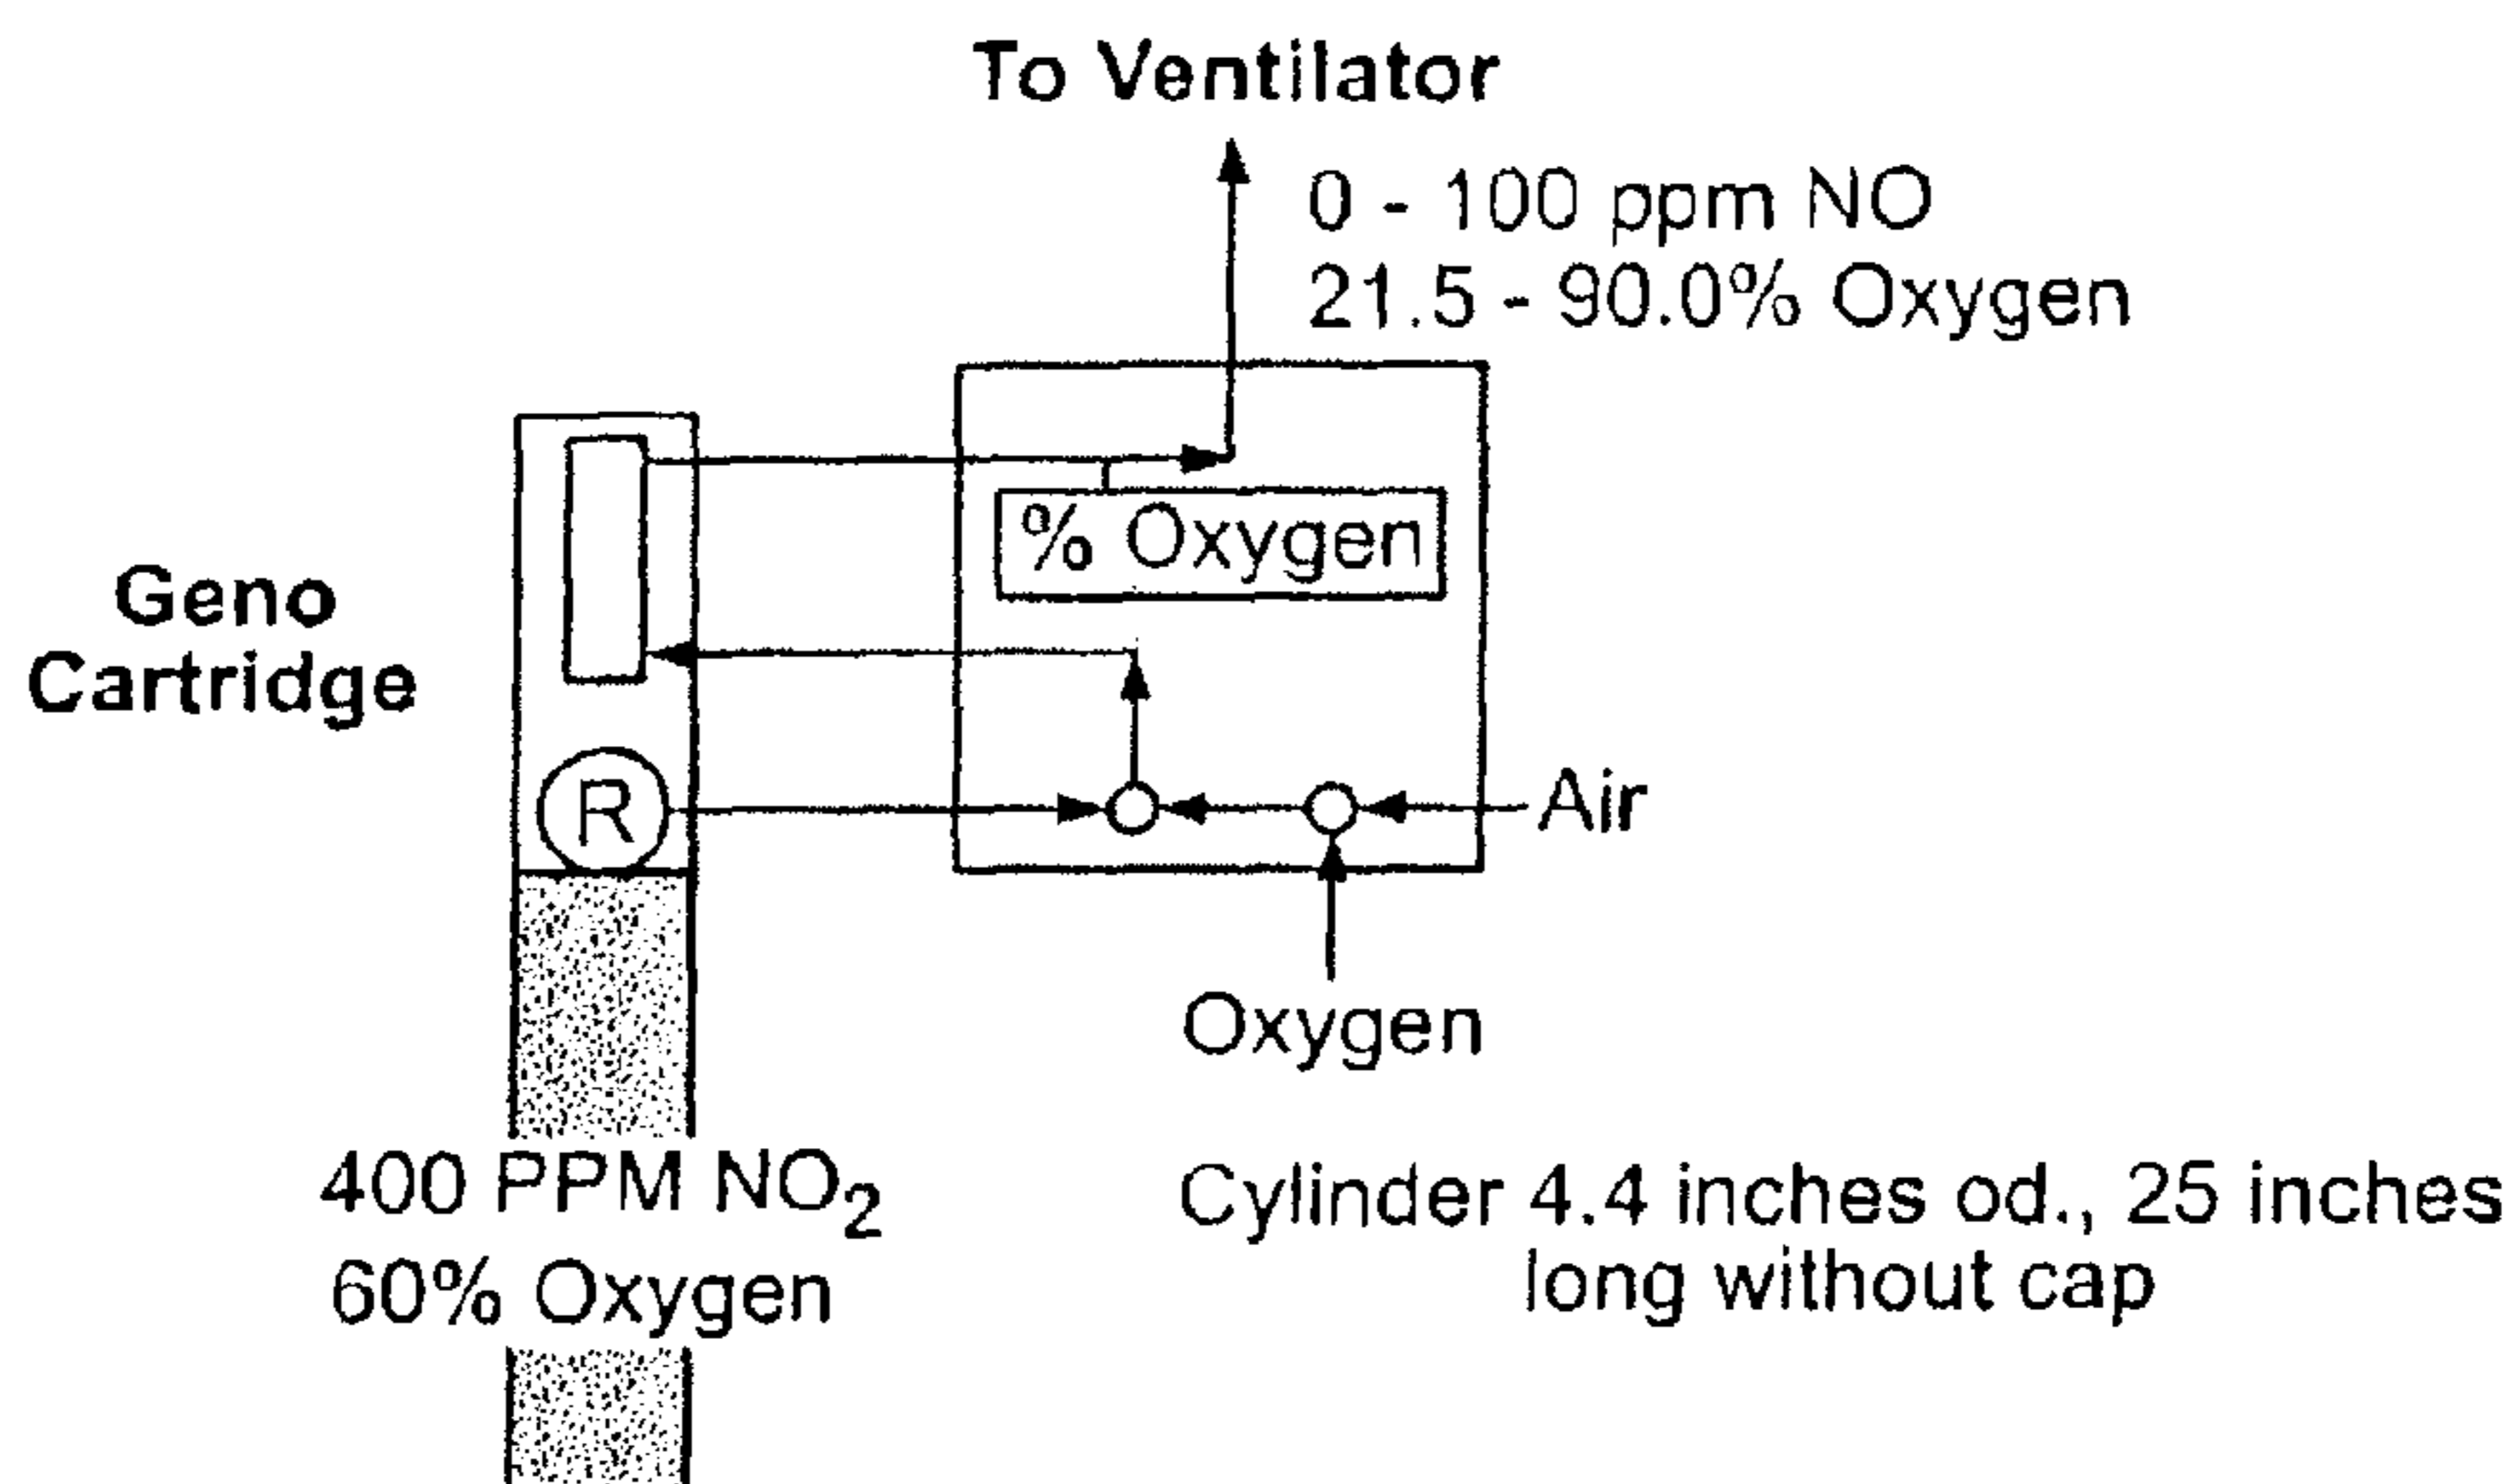 To Ventilator
0 - 100 ppm NO
21.5 - 90.0% Oxygen
% Oxygen
Geno
Cartridge
R
Air
Oxygen
400 PPM NO₂
60% Oxygen
Cylinder 4.4 inches od., 25 inches
long without cap